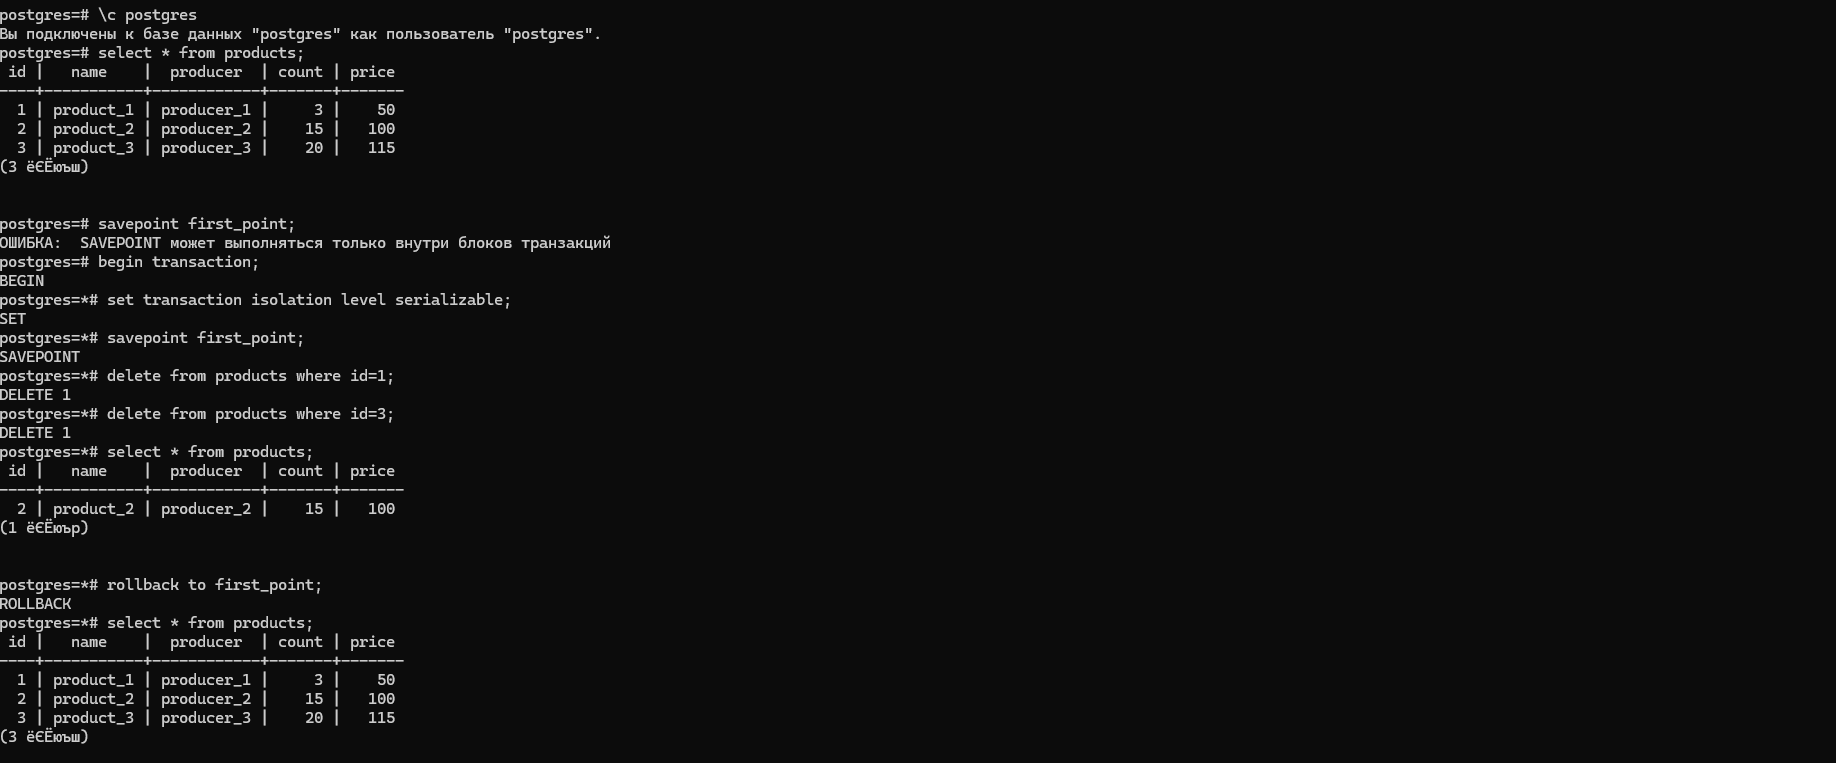 postgres=# \c postgres
Вы подключены к базе данных "postgres" как пользователь "postgres".
postgres=# select * from products;
 id |   name    |  producer  | count | price
----+-----------+------------+-------+-------
  1 | product_1 | producer_1 |     3 |    50
  2 | product_2 | producer_2 |    15 |   100
  3 | product_3 | producer_3 |    20 |   115
(3 ёЄЁюъш)
postgres=# savepoint first_point;
ОШИБКА:  SAVEPOINT может выполняться только внутри блоков транзакций
postgres=# begin transaction;
BEGIN
postgres=*# set transaction isolation level serializable;
SET
postgres=*# savepoint first_point;
SAVEPOINT
postgres=*# delete from products where id=1;
DELETE 1
postgres=*# delete from products where id=3;
DELETE 1
postgres=*# select * from products;
 id |   name    |  producer  | count | price
----+-----------+------------+-------+-------
  2 | product_2 | producer_2 |    15 |   100
(1 ёЄЁюър)
postgres=*# rollback to first_point;
ROLLBACK
postgres=*# select * from products;
 id |   name    |  producer  | count | price
----+-----------+------------+-------+-------
  1 | product_1 | producer_1 |     3 |    50
  2 | product_2 | producer_2 |    15 |   100
  3 | product_3 | producer_3 |    20 |   115
(3 ёЄЁюъш)